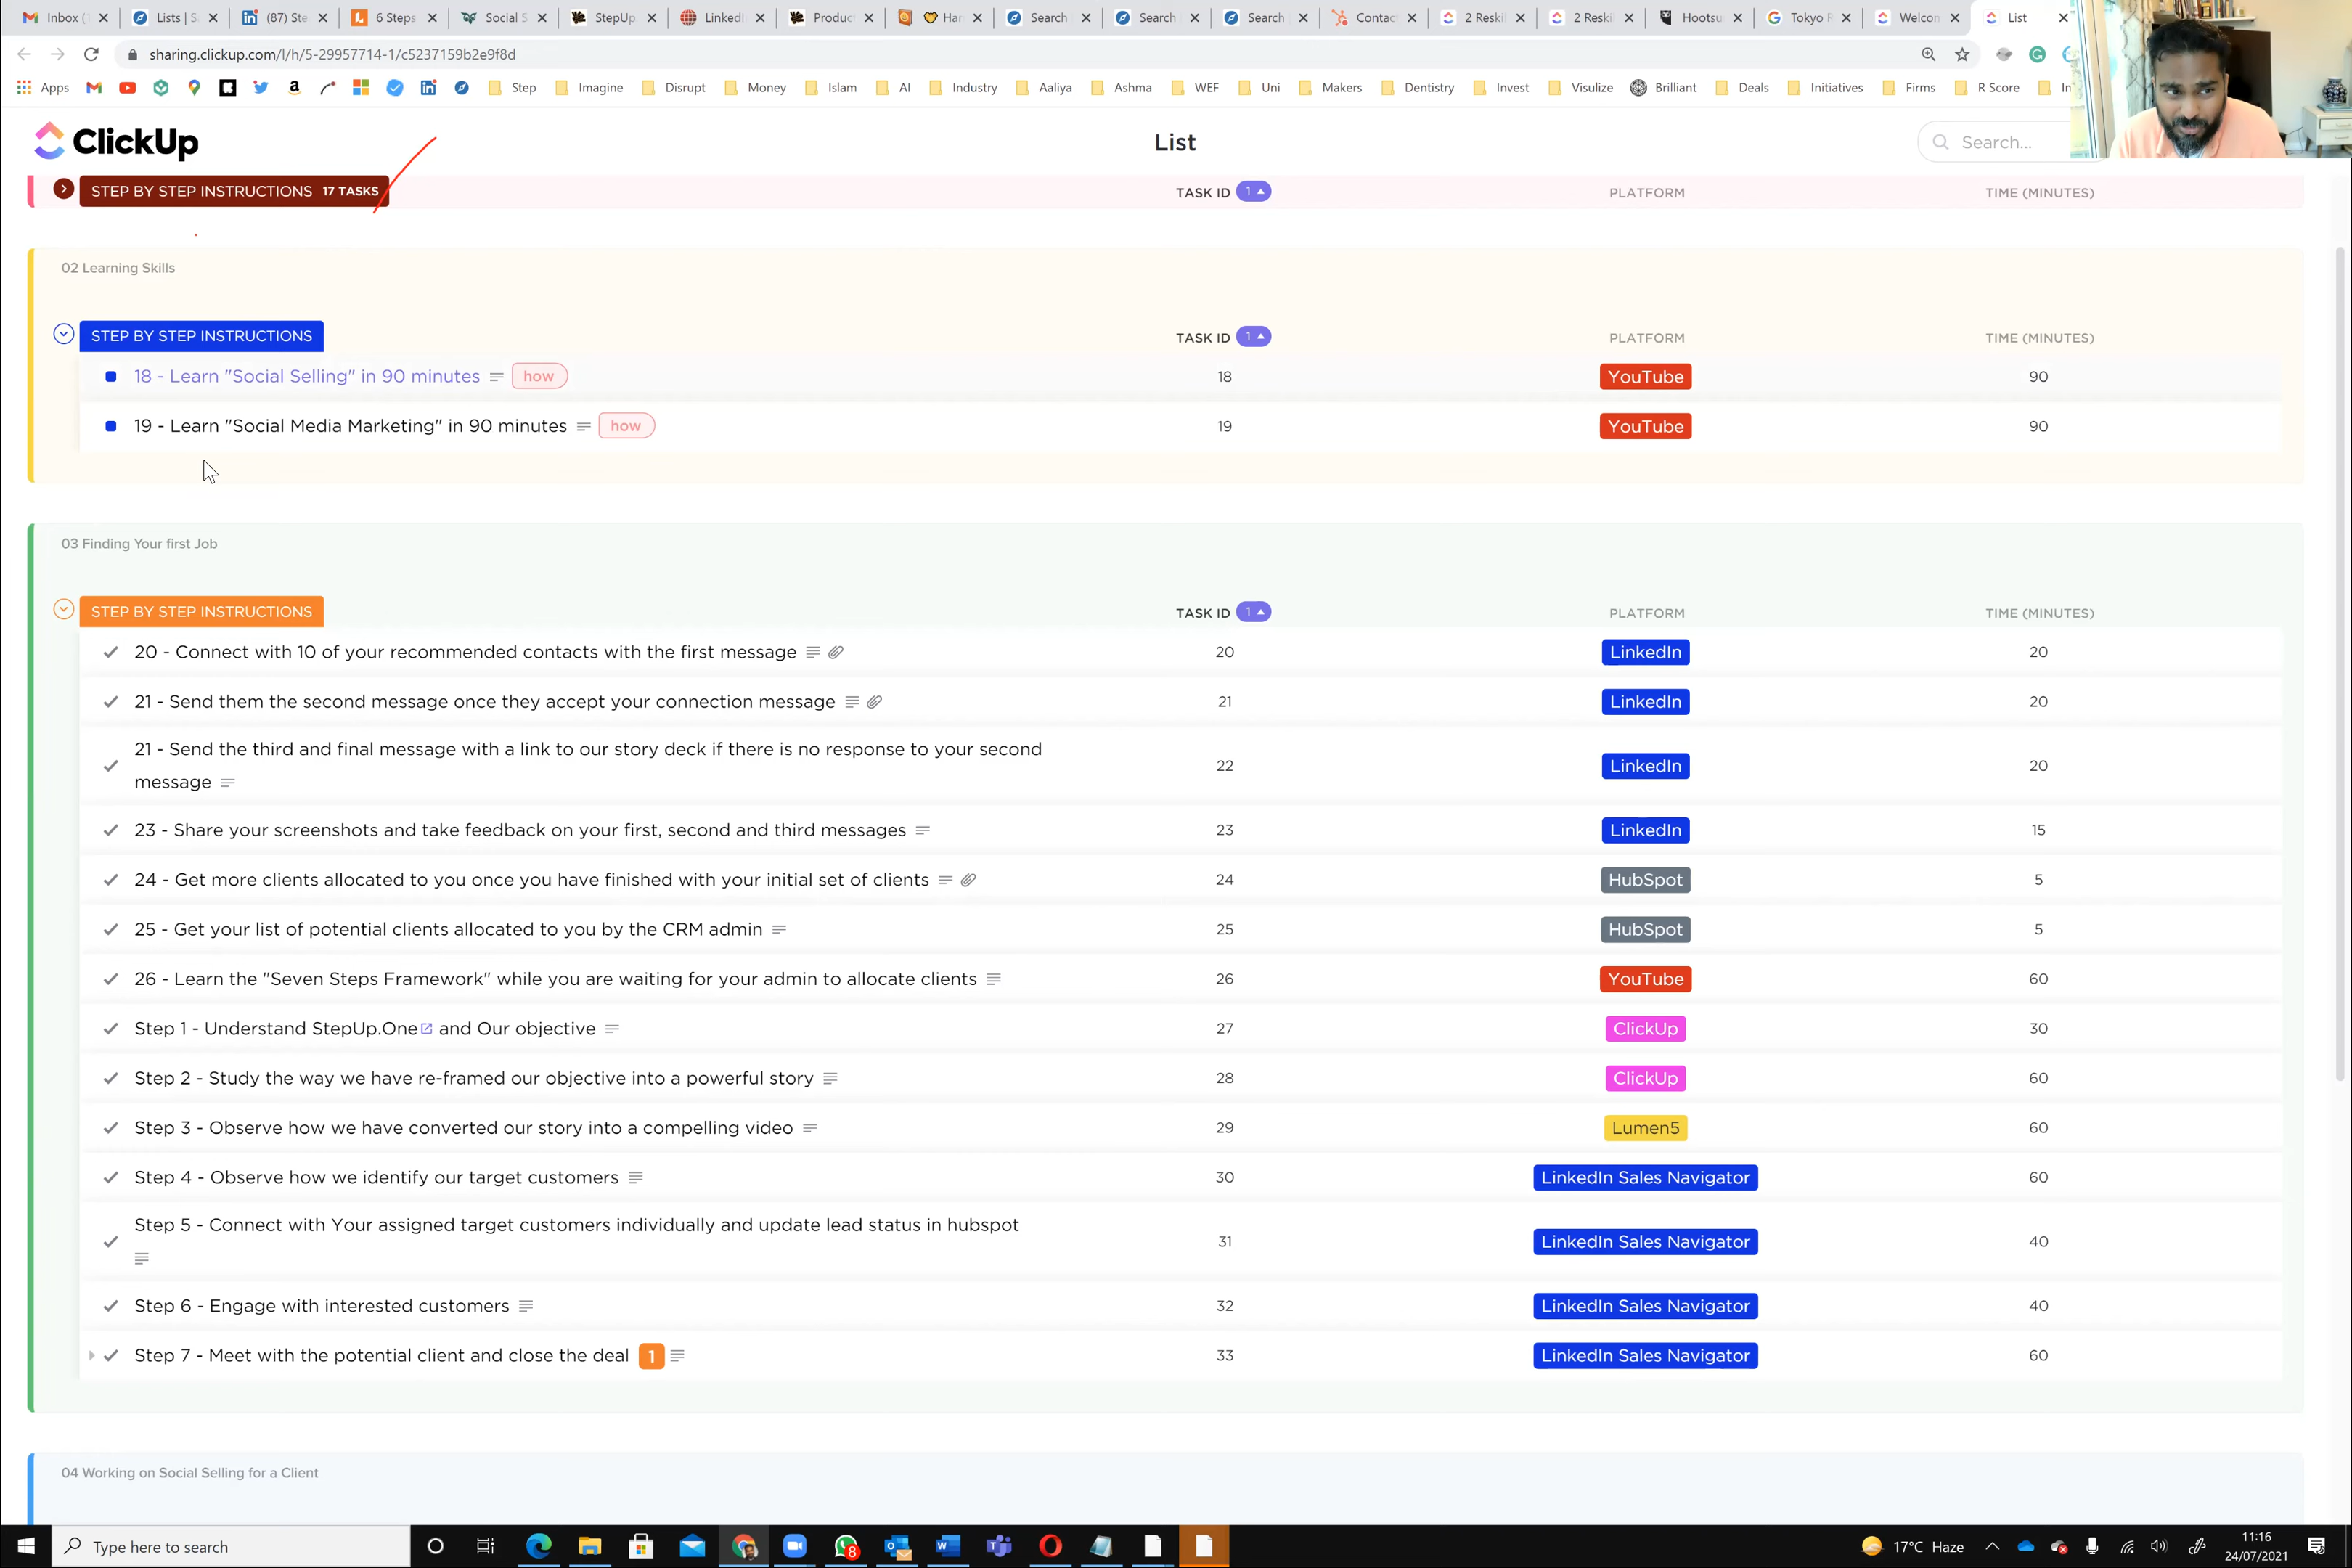 Inbox (1 Lists | S (87) Ste 6 Steps Social S StepUp. LinkedI Produc Han Search Search Search Contac 2 Reskil 2 Reskil Hootsu Tokyo Welcon List
sharing.clickup.com/l/h/5-29957714-1/c5237159b2e9f8d
Apps Step Imagine Disrupt Money Islam AI Industry Aaliya Ashma WEF Uni Makers Dentistry Invest Visulize Brilliant Deals Initiatives Firms R Score
ClickUp List Search...
STEP BY STEP INSTRUCTIONS 17 TASKS TASK ID 1 PLATFORM TIME (MINUTES)
02 Learning Skills
STEP BY STEP INSTRUCTIONS TASK ID 1 PLATFORM TIME (MINUTES)
18 - Learn "Social Selling" in 90 minutes how 18 YouTube 90
19 - Learn "Social Media Marketing" in 90 minutes how 19 YouTube 90
03 Finding Your first Job
STEP BY STEP INSTRUCTIONS TASK ID 1 PLATFORM TIME (MINUTES)
20 - Connect with 10 of your recommended contacts with the first message 20 LinkedIn 20
21 - Send them the second message once they accept your connection message 21 LinkedIn 20
21 - Send the third and final message with a link to our story deck if there is no response to your second
message 22 LinkedIn 20
23 - Share your screenshots and take feedback on your first, second and third messages 23 LinkedIn 15
24 - Get more clients allocated to you once you have finished with your initial set of clients 24 HubSpot 5
25 - Get your list of potential clients allocated to you by the CRM admin 25 HubSpot 5
26 - Learn the "Seven Steps Framework" while you are waiting for your admin to allocate clients 26 YouTube 60
Step 1 - Understand StepUp.One and Our objective 27 ClickUp 30
Step 2 - Study the way we have re-framed our objective into a powerful story 28 ClickUp 60
Step 3 - Observe how we have converted our story into a compelling video 29 Lumen5 60
Step 4 - Observe how we identify our target customers 30 LinkedIn Sales Navigator 60
Step 5 - Connect with Your assigned target customers individually and update lead status in hubspot 31 LinkedIn Sales Navigator 40
Step 6 - Engage with interested customers 32 LinkedIn Sales Navigator 40
Step 7 - Meet with the potential client and close the deal 1 33 LinkedIn Sales Navigator 60
04 Working on Social Selling for a Client
Type here to search 8 17°C Haze 11:16
24/07/2021